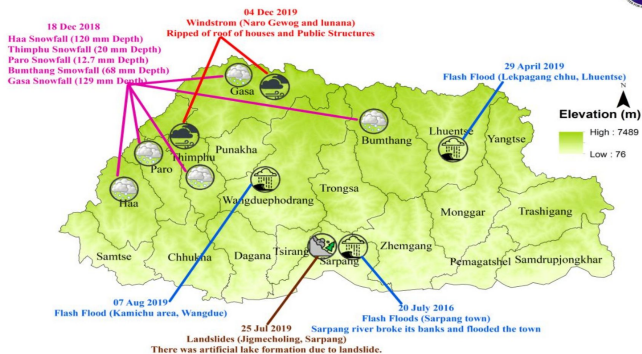 04 Dec 2019
Windstrom (Naro Gewog and lunana)
Ripped of roof of houses and Public Structures
18 Dec 2018
Haa Snowfall (120 mm Depth)
Thimphu Snowfall (20 mm Depth)
Paro Snowfall (12.7 mm Depth)
Bumthang Snowfall (68 mm Depth)
Gasa Snowfall (129 mm Depth)
29 April 2019
Flash Flood (Lekpagang chhu, Lhuentse)
N
Elevation (m)
High : 7489
Low : 76
Gasa
Punakha
Thimphu
Paro
Haa
Wangduephodrang
Bumthang
Lhuentse
Yangtse
Trongsa
Monggar
Trashigang
Samtse
Chhukha
Dagana
Tsirang
Sarpang
Zhemgang
Pemagatshel
Samdrupjongkhar
07 Aug 2019
Flash Flood (Kamichu area, Wangdue)
20 July 2016
Flash Floods (Sarpang town)
Sarpang river broke its banks and flooded the town
25 Jul 2019
Landslides (Jigmecholing, Sarpang)
There was artificial lake formation due to landslide.